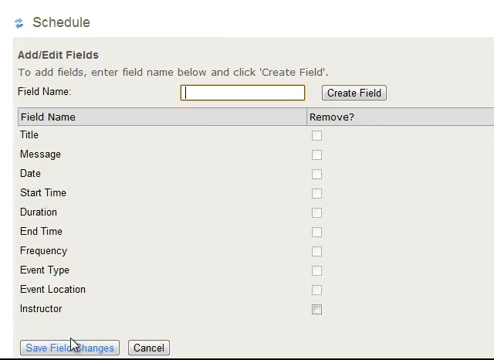 Schedule
Add/Edit Fields
To add fields, enter field name below and click 'Create Field'.
Field Name: Create Field
Field Name Remove?
Title
Message
Date
Start Time
Duration
End Time
Frequency
Event Type
Event Location
Instructor
Save Field Changes Cancel